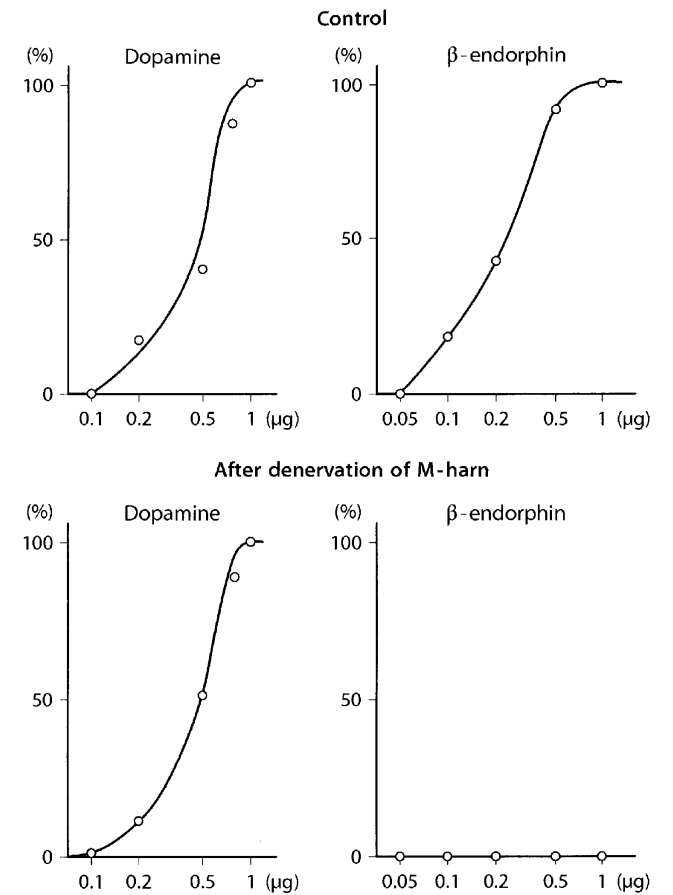 Control
(%) Dopamine (%) β-endorphin
100 100
50 50
0 0
0.1 0.2 0.5 1 (µg) 0.05 0.1 0.2 0.5 1 (µg)
After denervation of M-harn
(%) Dopamine (%) β-endorphin
100 100
50 50
0 0
0.1 0.2 0.5 1 (µg) 0.05 0.1 0.2 0.5 1 (µg)